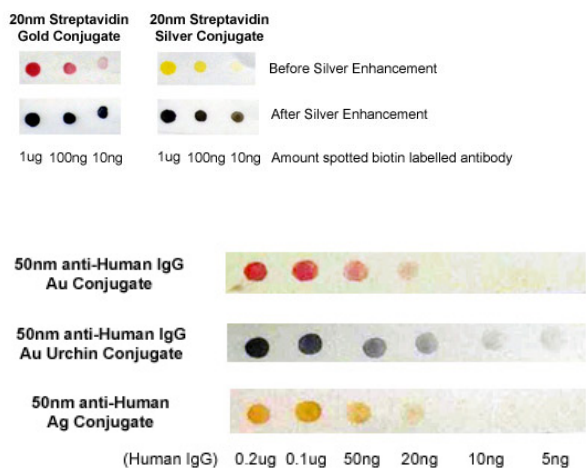 20nm Streptavidin
Gold Conjugate
20nm Streptavidin
Silver Conjugate
Before Silver Enhancement
After Silver Enhancement
1ug 100ng 10ng
1ug 100ng 10ng
Amount spotted biotin labelled antibody
50nm anti-Human IgG
Au Conjugate
50nm anti-Human IgG
Au Urchin Conjugate
50nm anti-Human
Ag Conjugate
(Human IgG) 0.2ug 0.1ug 50ng 20ng 10ng 5ng